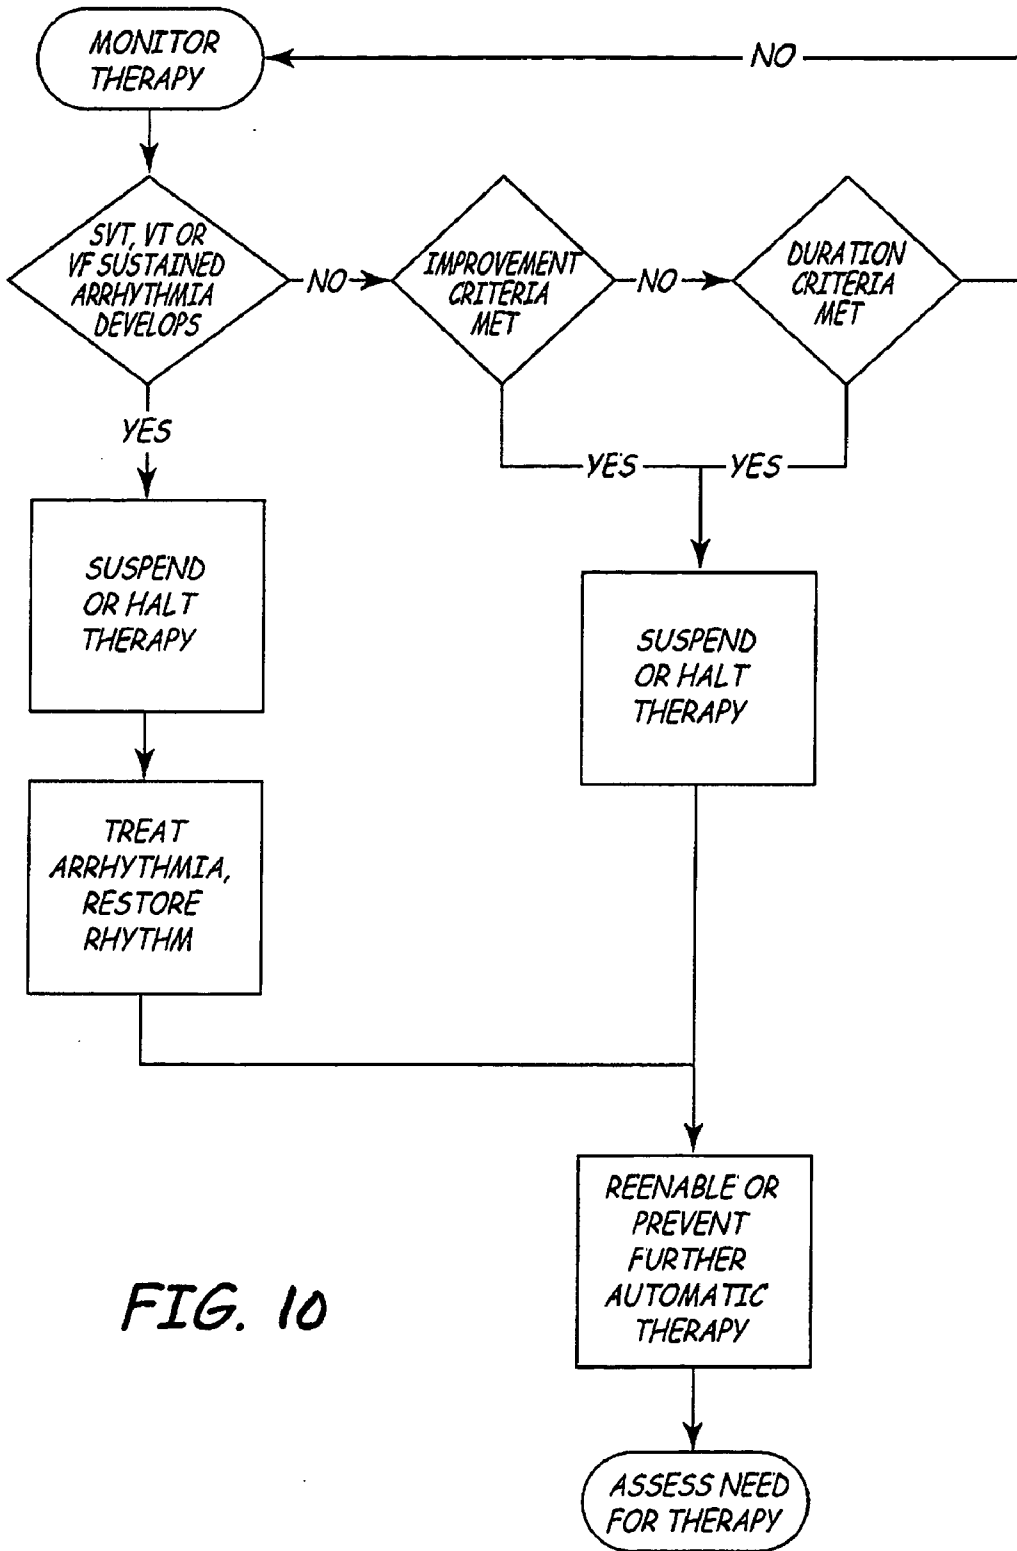 MONITOR
THERAPY
NO
SVT, VT OR
VF SUSTAINED
ARRHYTHMIA
DEVELOPS
NO
IMPROVEMENT
CRITERIA
MET
NO
DURATION
CRITERIA
MET
YES
YES
YES
SUSPEND
OR HALT
THERAPY
SUSPEND
OR HALT
THERAPY
TREAT
ARRHYTHMIA,
RESTORE
RHYTHM
REENABLE OR
PREVENT
FURTHER
AUTOMATIC
THERAPY
FIG. 10
ASSESS NEED
FOR THERAPY